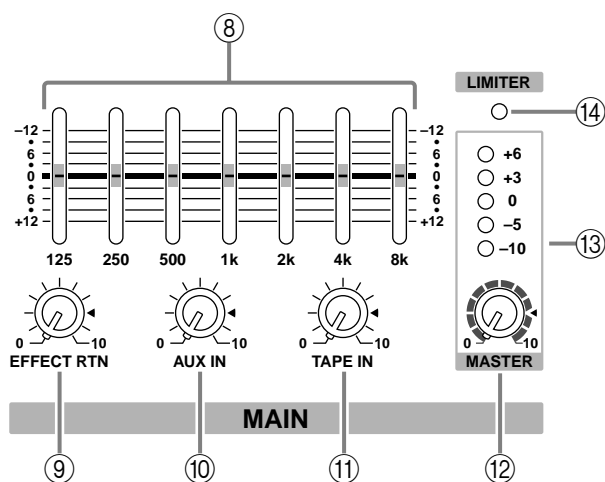 ⑧
LIMITER
⑭
–12 –12
• •
6 6
• •
0 0
• •
6 6
• •
+12 +12
125 250 500 1k 2k 4k 8k
+6
+3
0
–5
–10
⑬
0 10 0 10 0 10 0 10
EFFECT RTN AUX IN TAPE IN MASTER
MAIN
⑨ ⑩ ⑪ ⑫